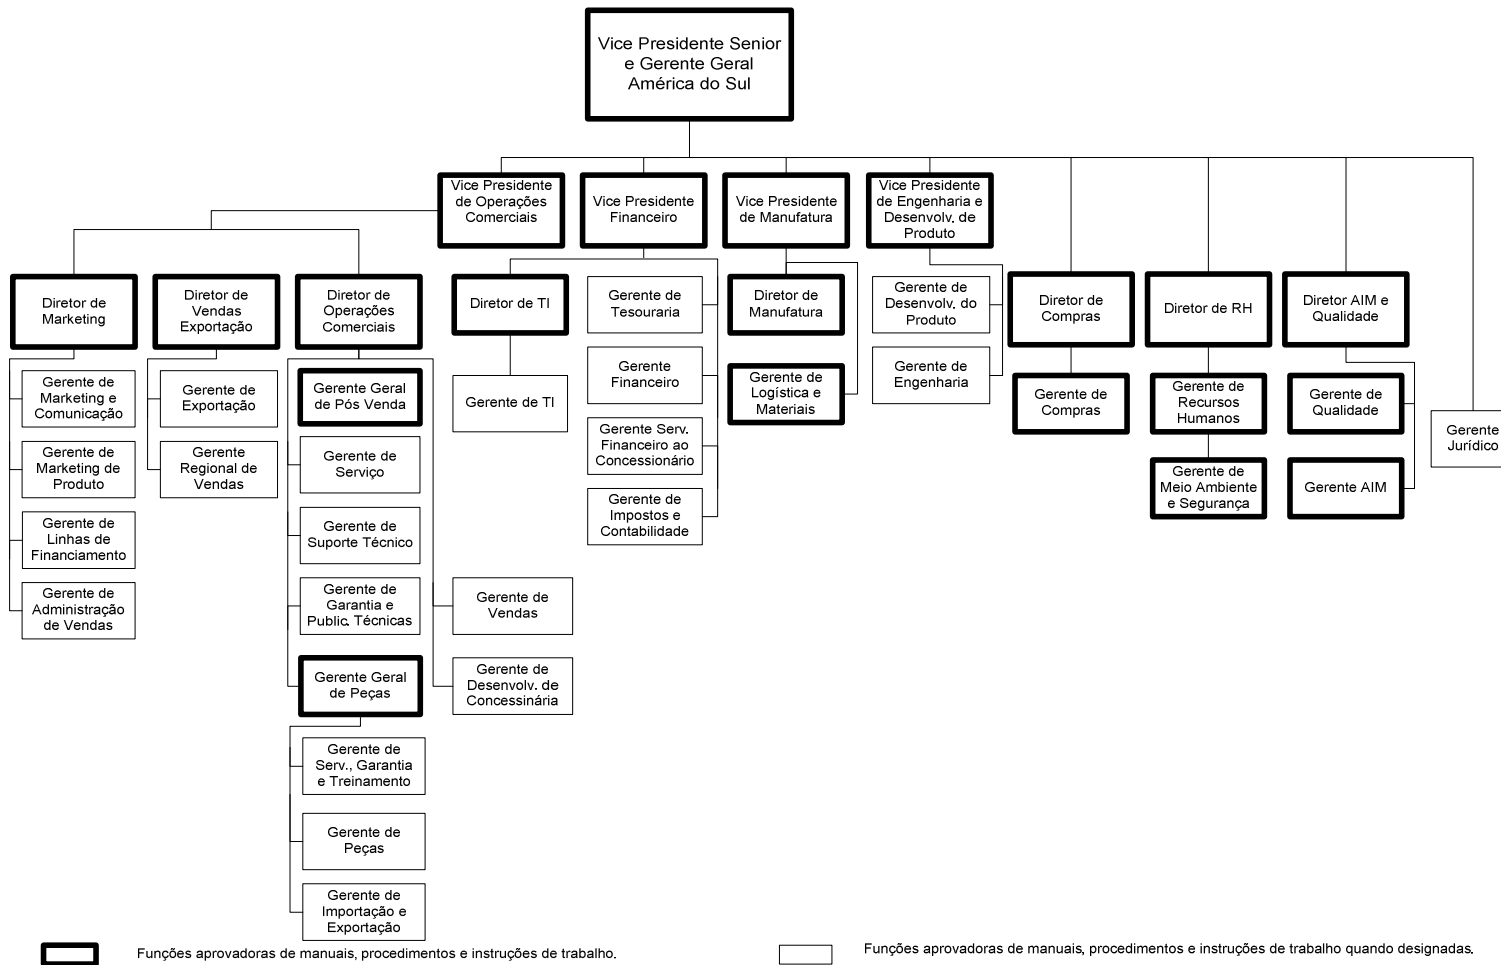 Vice Presidente Senior
e Gerente Geral
América do Sul
Vice Presidente
de Operações
Comerciais
Vice Presidente
Financeiro
Vice Presidente
de Manufatura
Vice Presidente
de Engenharia e
Desenvolv. de
Produto
Diretor de
Marketing
Diretor de
Vendas
Exportação
Diretor de
Operações
Comerciais
Diretor de TI
Gerente de
Tesouraria
Diretor de
Manufatura
Gerente de
Desenvolv. do
Produto
Diretor de
Compras
Diretor de RH
Diretor AIM e
Qualidade
Gerente de
Marketing e
Comunicação
Gerente de
Exportação
Gerente Geral
de Pós Venda
Gerente de TI
Gerente
Financeiro
Gerente de
Logística e
Materiais
Gerente de
Engenharia
Gerente de
Compras
Gerente de
Recursos
Humanos
Gerente de
Qualidade
Gerente
Jurídico
Gerente de
Marketing de
Produto
Gerente
Regional de
Vendas
Gerente de
Serviço
Gerente Serv.
Financeiro ao
Concessionário
Gerente de
Meio Ambiente
e Segurança
Gerente AIM
Gerente de
Linhas de
Financiamento
Gerente de
Suporte Técnico
Gerente de
Impostos e
Contabilidade
Gerente de
Administração
de Vendas
Gerente de
Garantia e
Public. Técnicas
Gerente de
Vendas
Gerente Geral
de Peças
Gerente de
Desenvolv. de
Concessinária
Gerente de
Serv., Garantia
e Treinamento
Gerente de
Peças
Gerente de
Importação e
Exportação
Funções aprovadoras de manuais, procedimentos e instruções de trabalho.
Funções aprovadoras de manuais, procedimentos e instruções de trabalho quando designadas.